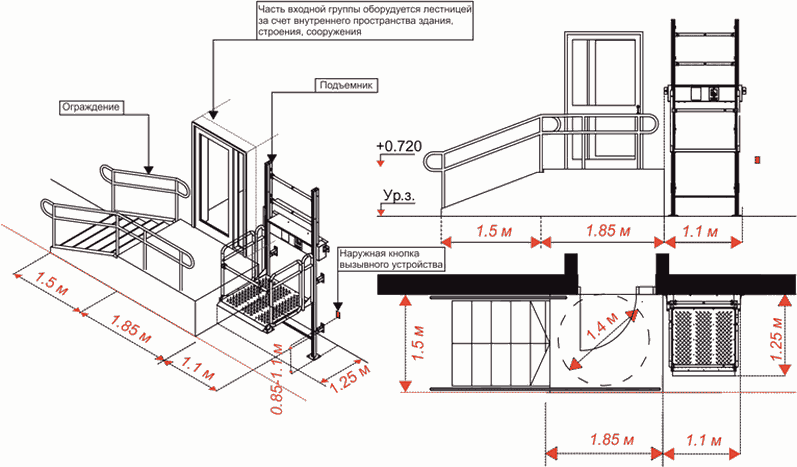 Часть входной группы оборудуется лестницей
за счет внутреннего пространства здания,
строения, сооружения
Подъемник
Ограждение
Наружная кнопка
вызывного устройства
1.5 м
1.85 м
1.1 м
0.85-1.1 м
1.25 м
+0.720
Ур.з.
1.5 м
1.85 м
1.1 м
1.5 м
1.4 м
1.25 м
1.85 м
1.1 м